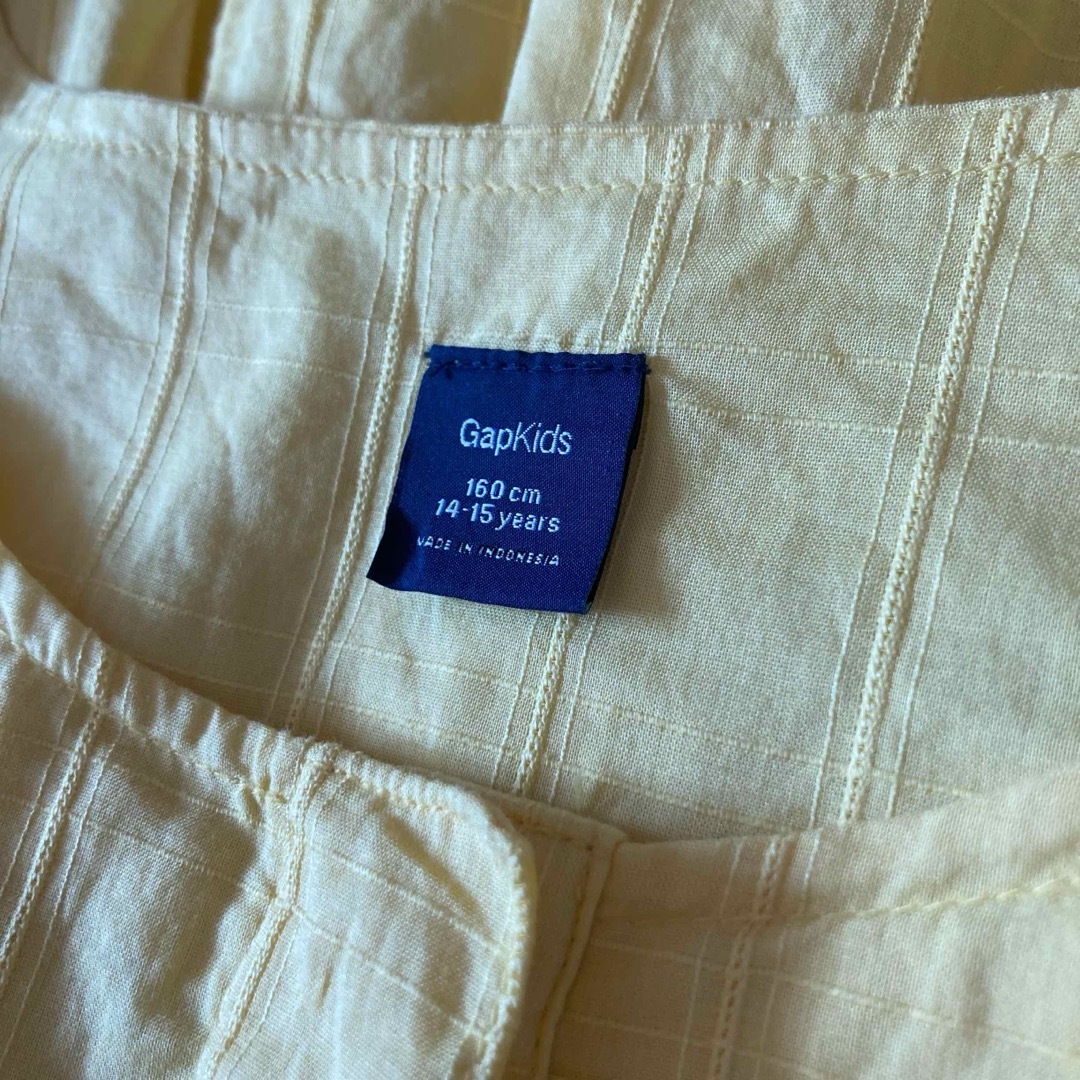 GapKids
160 cm
14-15 years
MADE IN INDONESIA